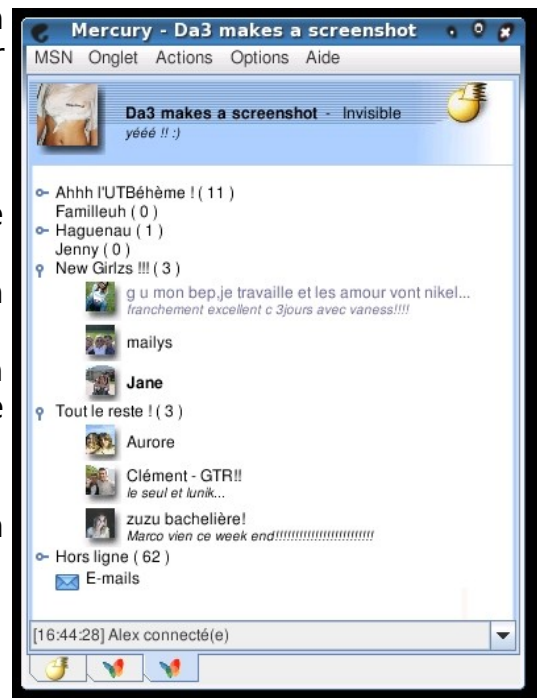 Mercury - Da3 makes a screenshot
MSN Onglet Actions Options Aide
Da3 makes a screenshot - Invisible
yééé !! :)
Ahhh l'UTBéhème ! ( 11 )
Familleuh ( 0 )
Haguenau ( 1 )
Jenny ( 0 )
New Girlzs !!! ( 3 )
g u mon bep,je travaille et les amour vont nikel...
franchement excellent c 3jours avec vaness!!!!
mailys
Jane
Tout le reste ! ( 3 )
Aurore
Clément - GTR!!
le seul et lunik...
zuzu bachelière!
Marco vien ce week end!!!!!!!!!!!!!!!!!!!!!!!!!!
Hors ligne ( 62 )
E-mails
[16:44:28] Alex connecté(e)